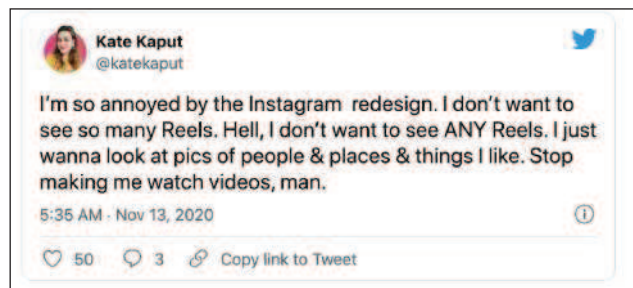 Kate Kaput
@katekaput
I'm so annoyed by the Instagram redesign. I don't want to
see so many Reels. Hell, I don't want to see ANY Reels. I just
wanna look at pics of people & places & things I like. Stop
making me watch videos, man.
5:35 AM · Nov 13, 2020
50 3 Copy link to Tweet